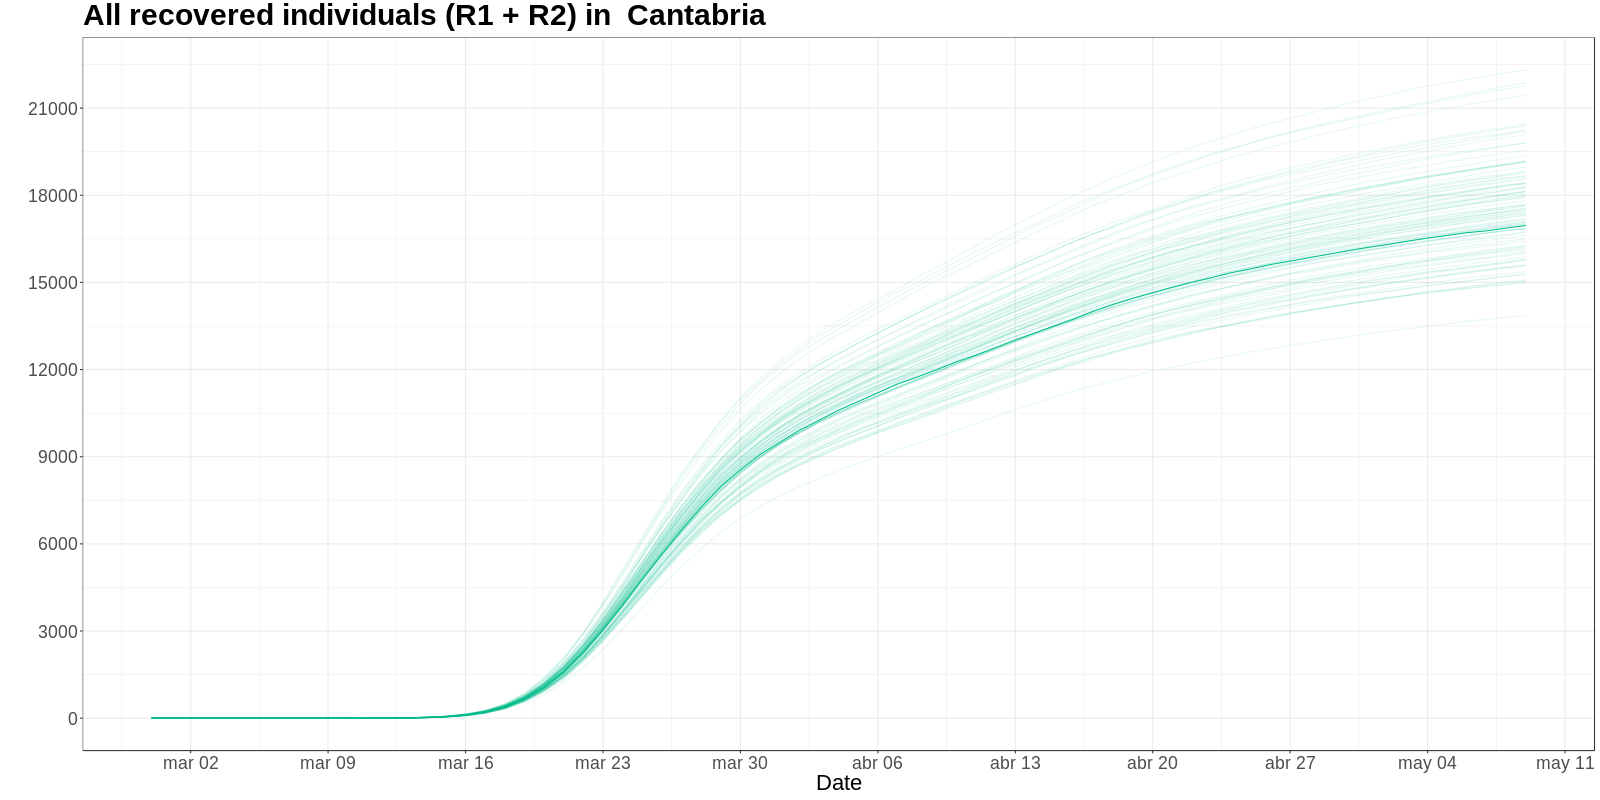 All recovered individuals (R1 + R2) in  Cantabria
21000
18000
15000
12000
9000
6000
3000
0
mar 02 mar 09 mar 16 mar 23 mar 30 abr 06 abr 13 abr 20 abr 27 may 04 may 11
Date